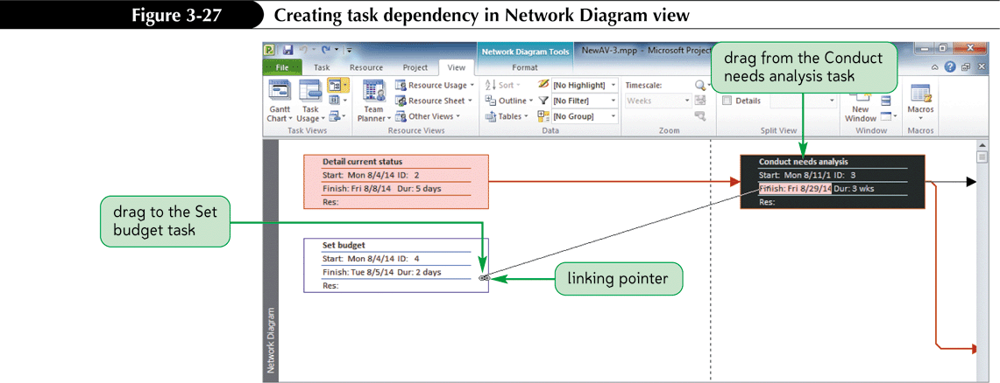 Figure 3-27 Creating task dependency in Network Diagram view
Network Diagram Tools NewAV-3.mpp - Microsoft Project
File Task Resource Project View Format
drag from the Conduct
needs analysis task
Gantt
Chart
Task
Usage
Task Views
Team
Planner
Resource Usage
Resource Sheet
Other Views
Resource Views
Sort
Outline
Tables
[No Highlight]
[No Filter]
[No Group]
Data
Timescale:
Weeks
Zoom
Details
Split View
New
Window
Window
Macros
Macros
Detail current status
Start: Mon 8/4/14 ID: 2
Finish: Fri 8/8/14 Dur: 5 days
Res:
Conduct needs analysis
Start: Mon 8/11/1 ID: 3
Finish: Fri 8/29/14 Dur: 3 wks
Res:
drag to the Set
budget task
Set budget
Start: Mon 8/4/14 ID: 4
Finish: Tue 8/5/14 Dur: 2 days
Res:
linking pointer
Network Diagram